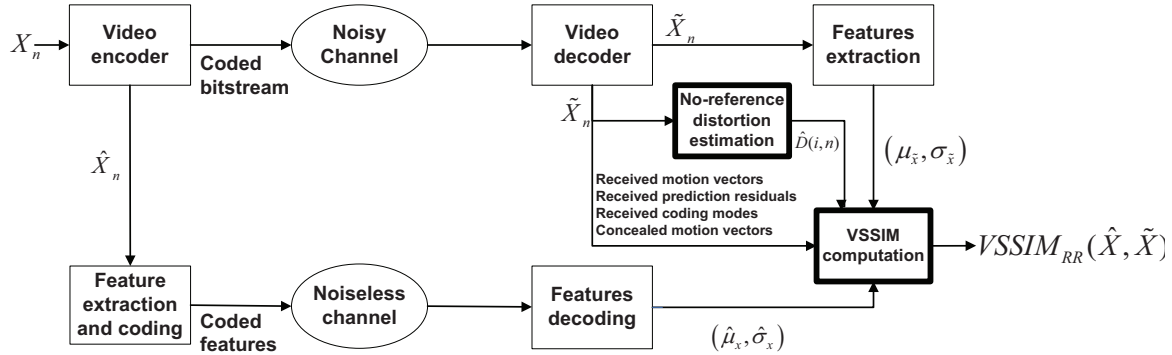 X_n
Video
encoder
Coded
bitstream
Noisy
Channel
Video
decoder
X̃_n
Features
extraction
X̃_n
No-reference
distortion
estimation
D̂(i,n)
(μ_x̃,σ_x̃)
X̂_n
Received motion vectors
Received prediction residuals
Received coding modes
Concealed motion vectors
VSSIM
computation
VSSIM_RR(X̂,X̃)
Feature
extraction
and coding
Coded
features
Noiseless
channel
Features
decoding
(μ̂_x,σ̂_x)